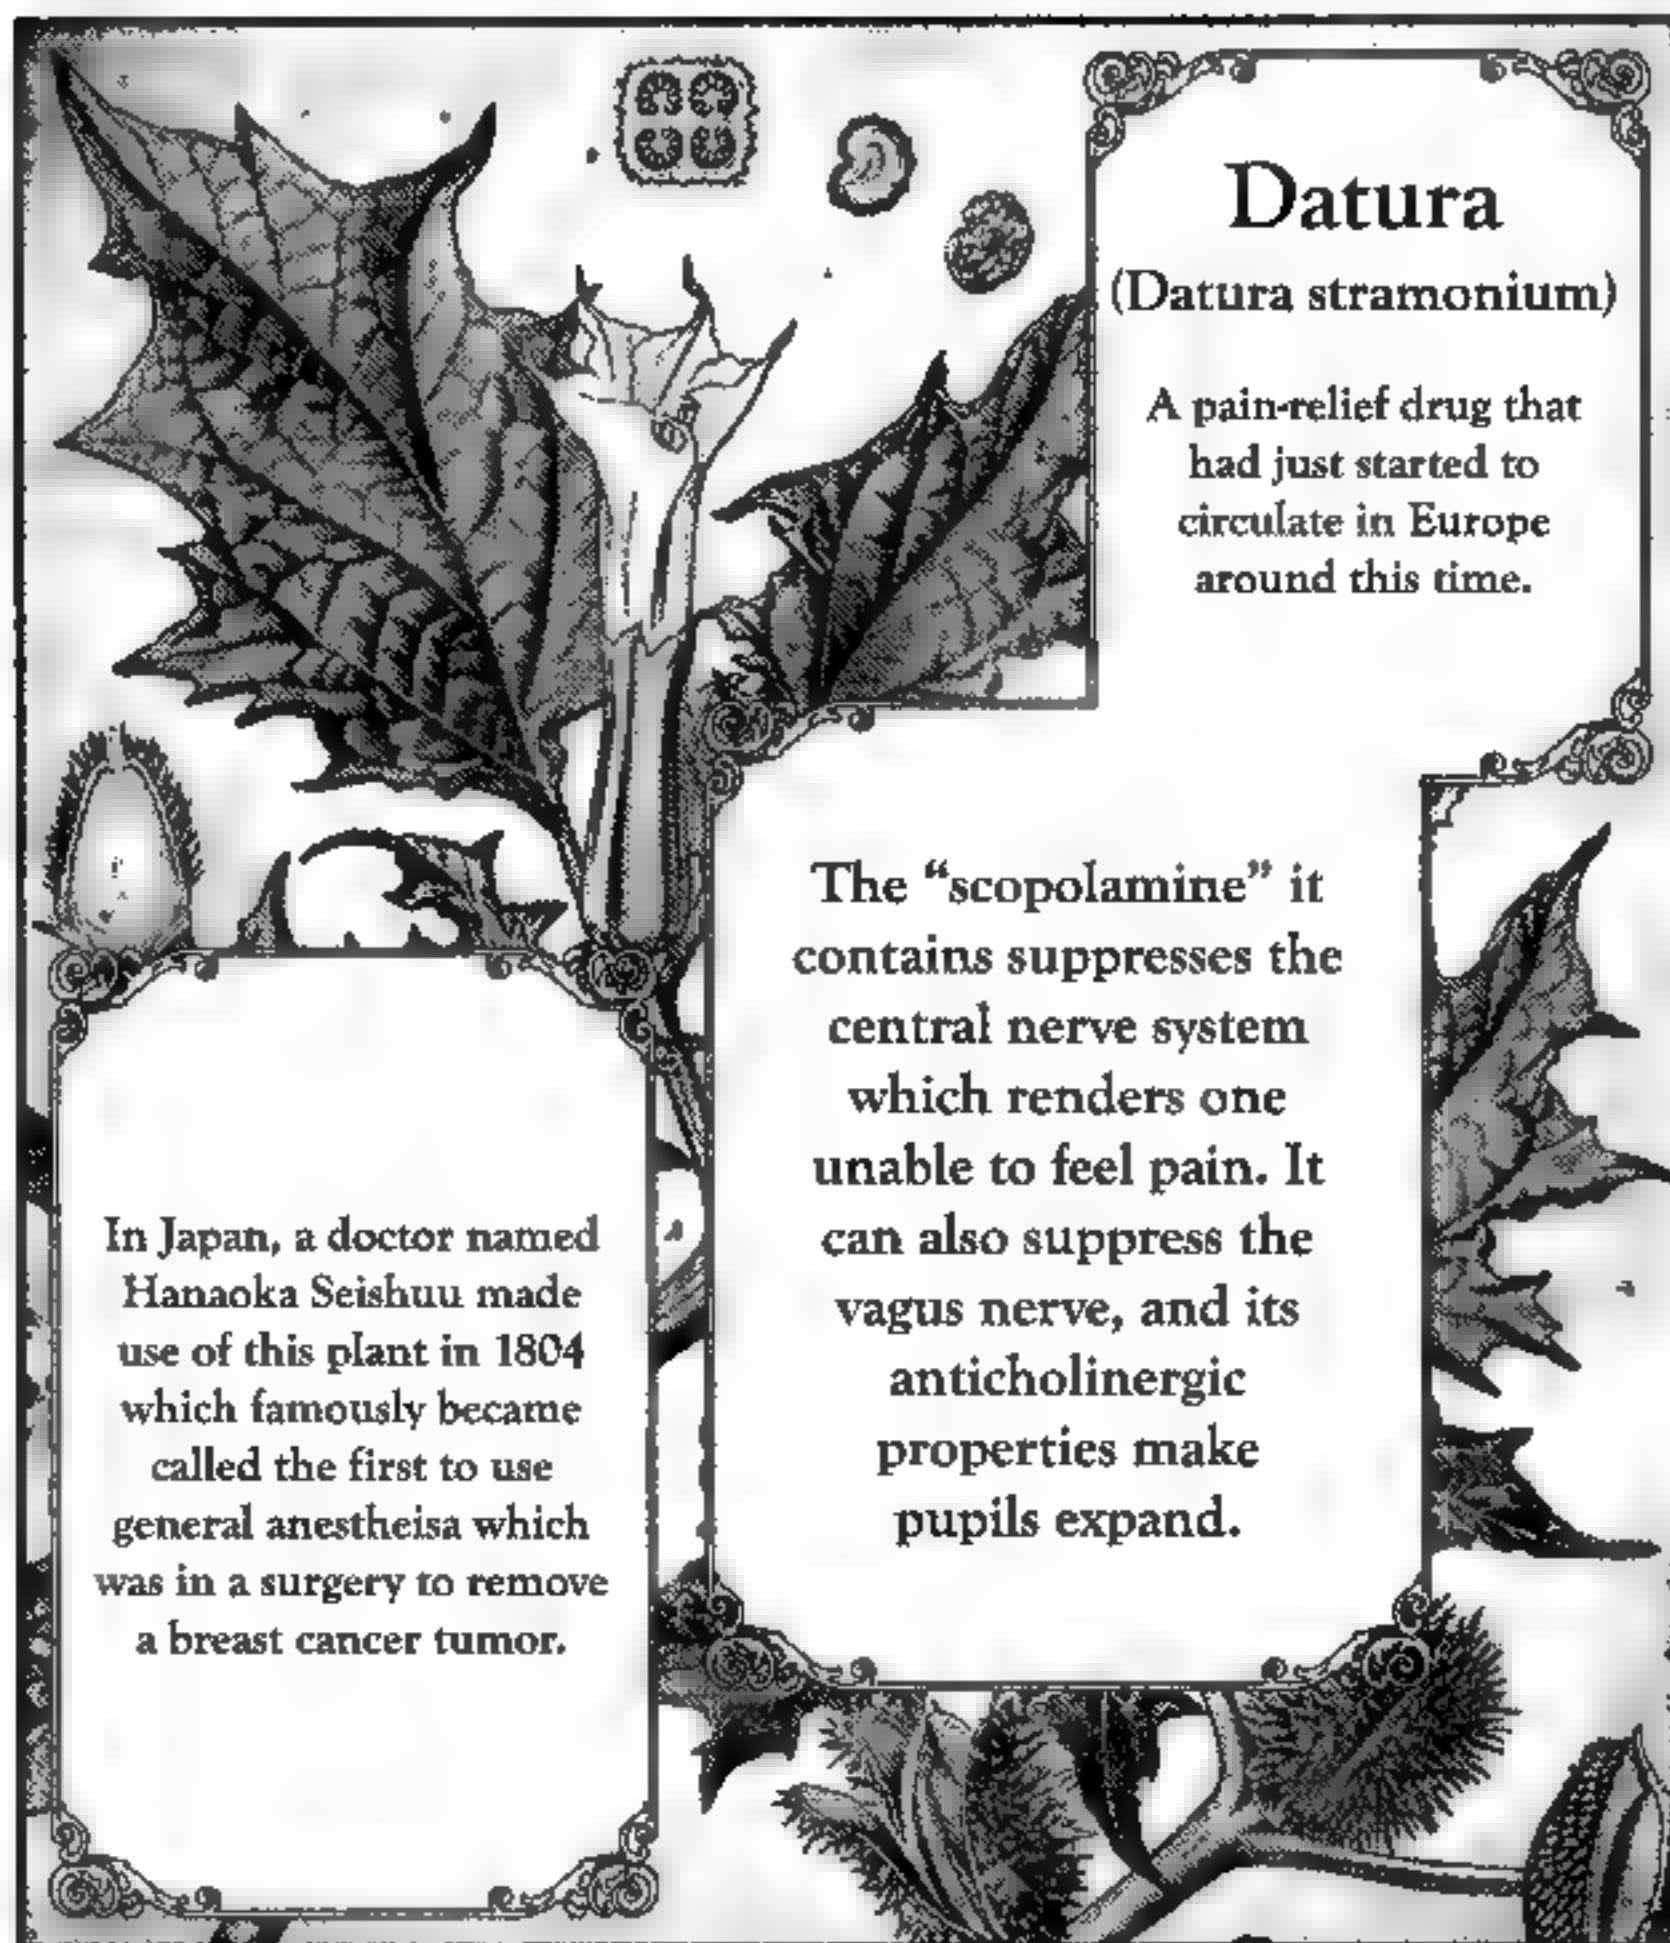 Datura
(Datura stramonium)
A pain-relief drug that
had just started to
circulate in Europe
around this time.
The “scopolamine” it
contains suppresses the
central nerve system
which renders one
unable to feel pain. It
can also suppress the
vagus nerve, and its
anticholinergic
properties make
pupils expand.
In Japan, a doctor named
Hanaoka Seishuu made
use of this plant in 1804
which famously became
called the first to use
general anestheisa which
was in a surgery to remove
a breast cancer tumor.